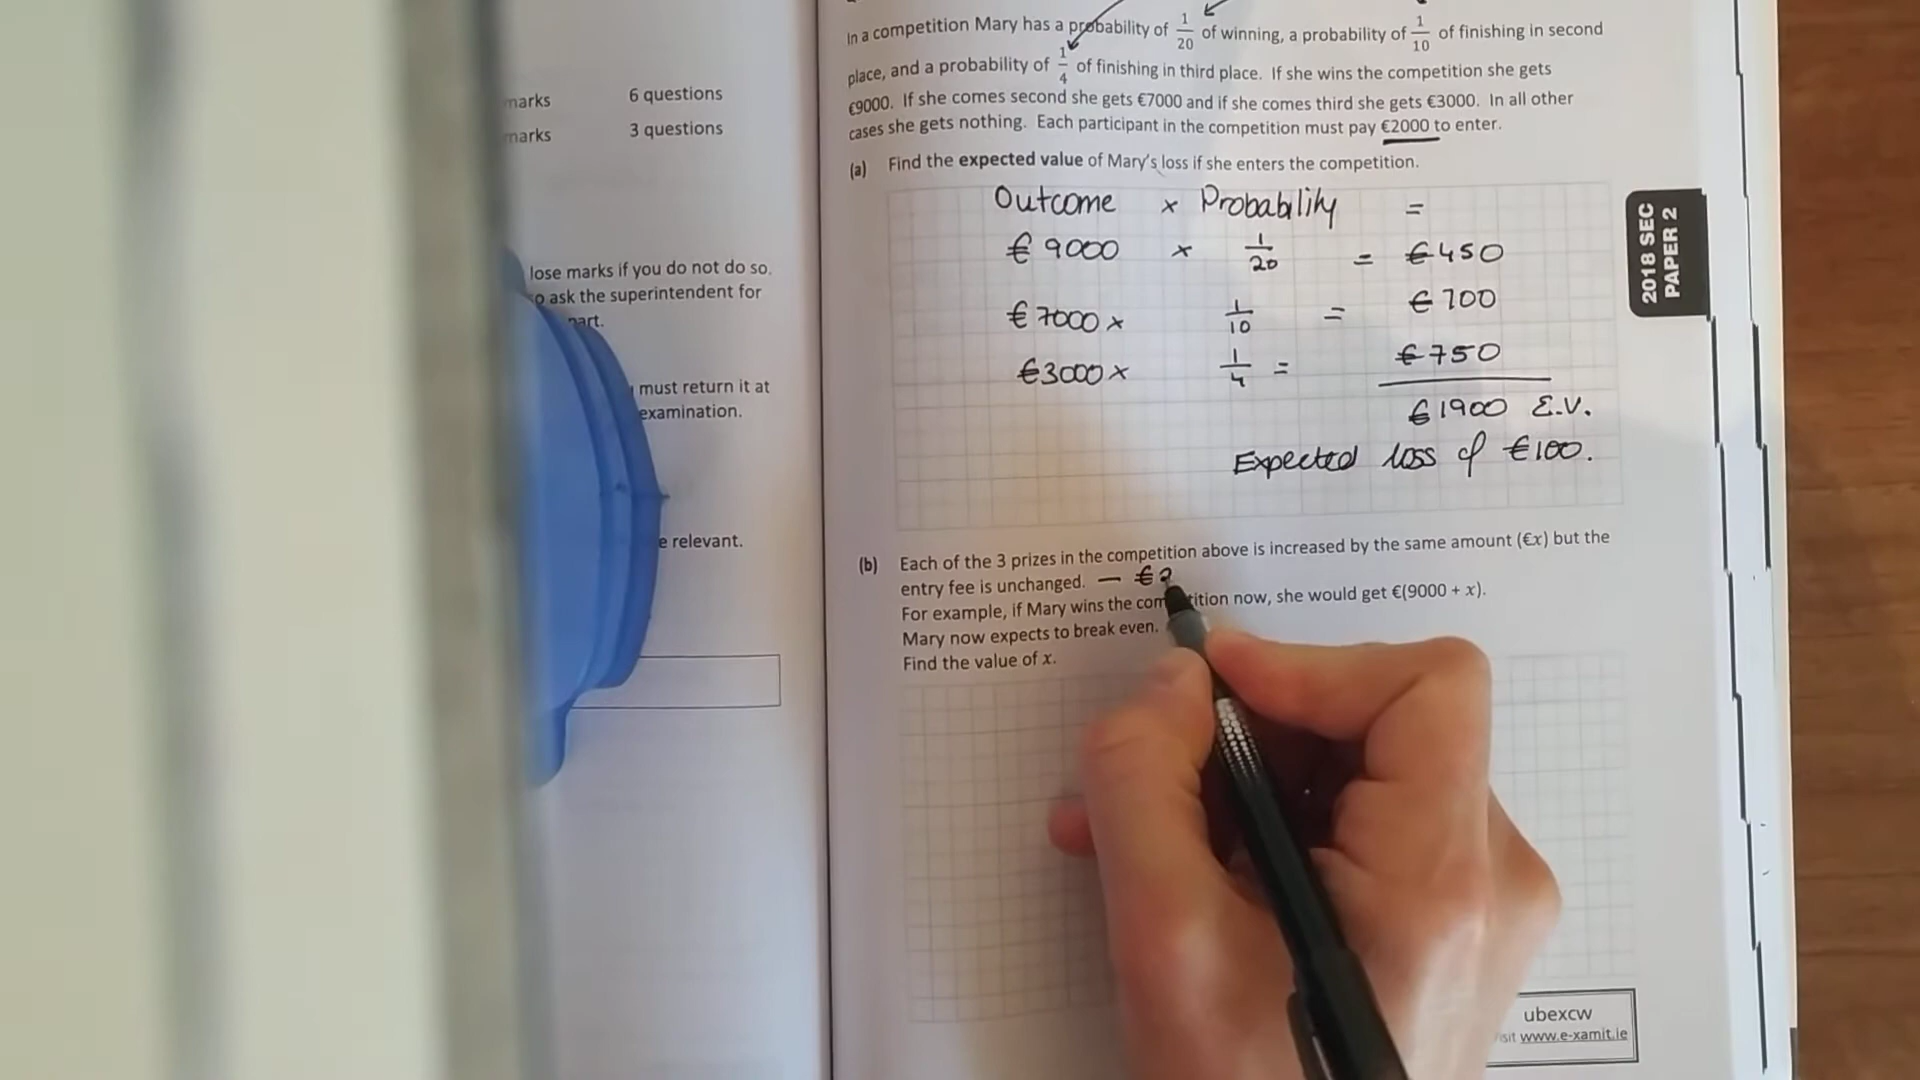 marks 6 questions
marks 3 questions
lose marks if you do not do so.
so ask the superintendent for
part.
must return it at
examination.
e relevant.
In a competition Mary has a probability of 1/20 of winning, a probability of 1/10 of finishing in second
place, and a probability of 1/4 of finishing in third place. If she wins the competition she gets
€9000. If she comes second she gets €7000 and if she comes third she gets €3000. In all other
cases she gets nothing. Each participant in the competition must pay €2000 to enter.
(a) Find the expected value of Mary's loss if she enters the competition.
Outcome × Probability =
€9000 × 1/20 = €450
€7000 × 1/10 = €700
€3000 × 1/4 = €750
€1900 E.V.
Expected loss of €100.
(b) Each of the 3 prizes in the competition above is increased by the same amount (€x) but the
entry fee is unchanged. — €2
For example, if Mary wins the competition now, she would get €(9000 + x).
Mary now expects to break even.
Find the value of x.
2018 SEC
PAPER 2
ubexcw
www.e-xamit.ie